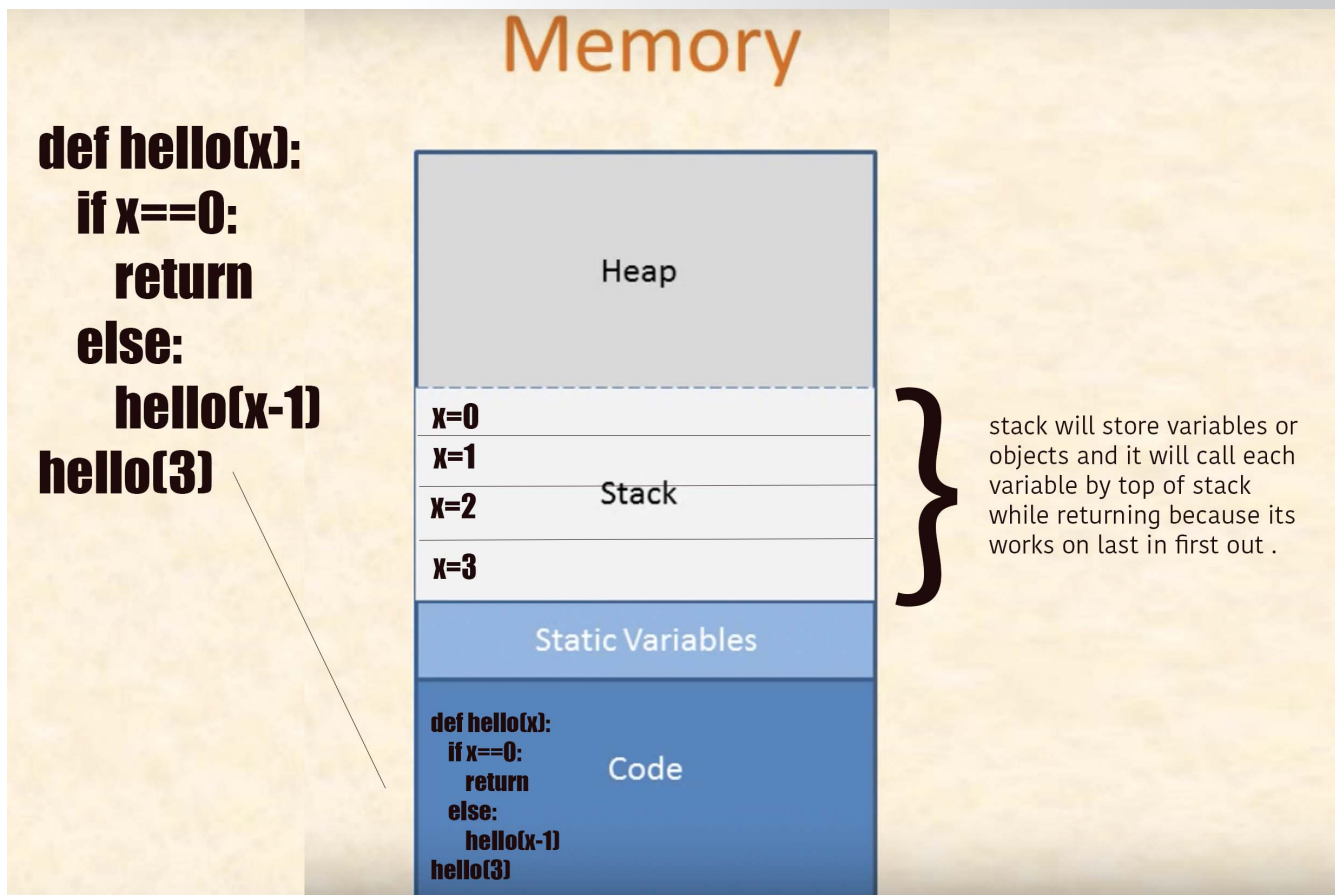 Memory
def hello(x):
if x==0:
return
else:
hello(x-1)
hello(3)
Heap
x=0
x=1
x=2
x=3
Stack
stack will store variables or
objects and it will call each
variable by top of stack
while returning because its
works on last in first out .
Static Variables
def hello(x):
if x==0:
return
else:
hello(x-1)
hello(3)
Code